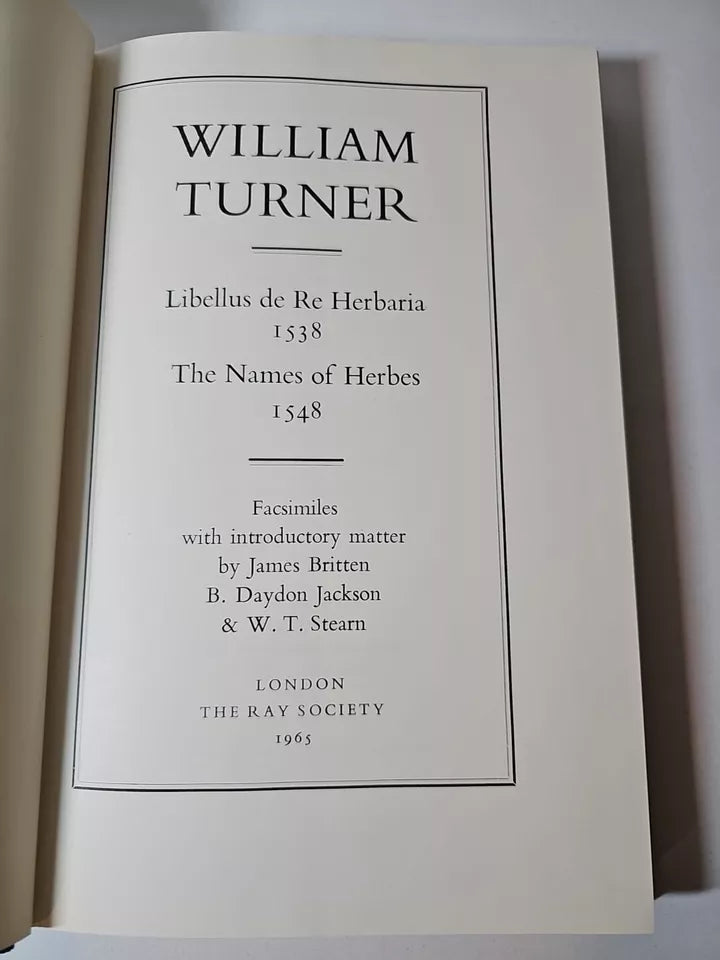 WILLIAM
TURNER
Libellus de Re Herbaria
1538
The Names of Herbes
1548
Facsimiles
with introductory matter
by James Britten
B. Daydon Jackson
& W. T. Stearn
LONDON
THE RAY SOCIETY
1965